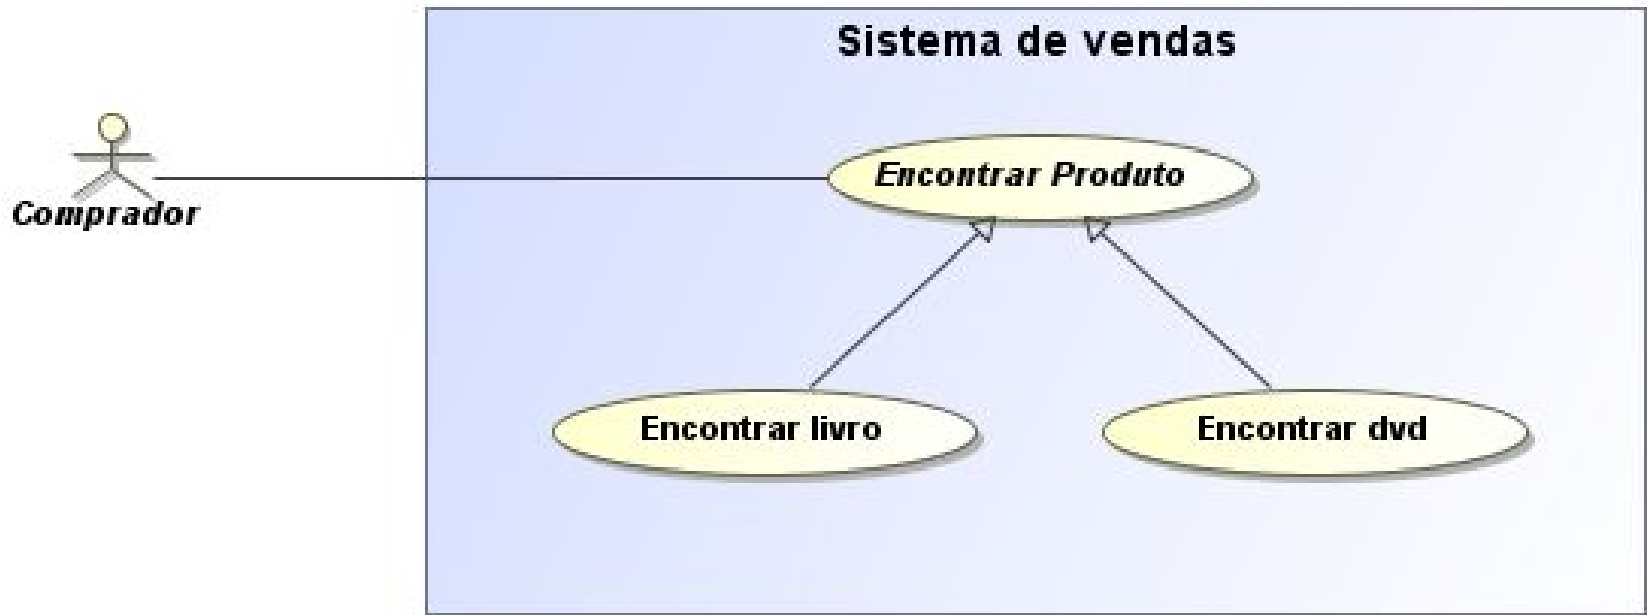 Sistema de vendas
Encontrar Produto
Comprador
Encontrar livro
Encontrar dvd